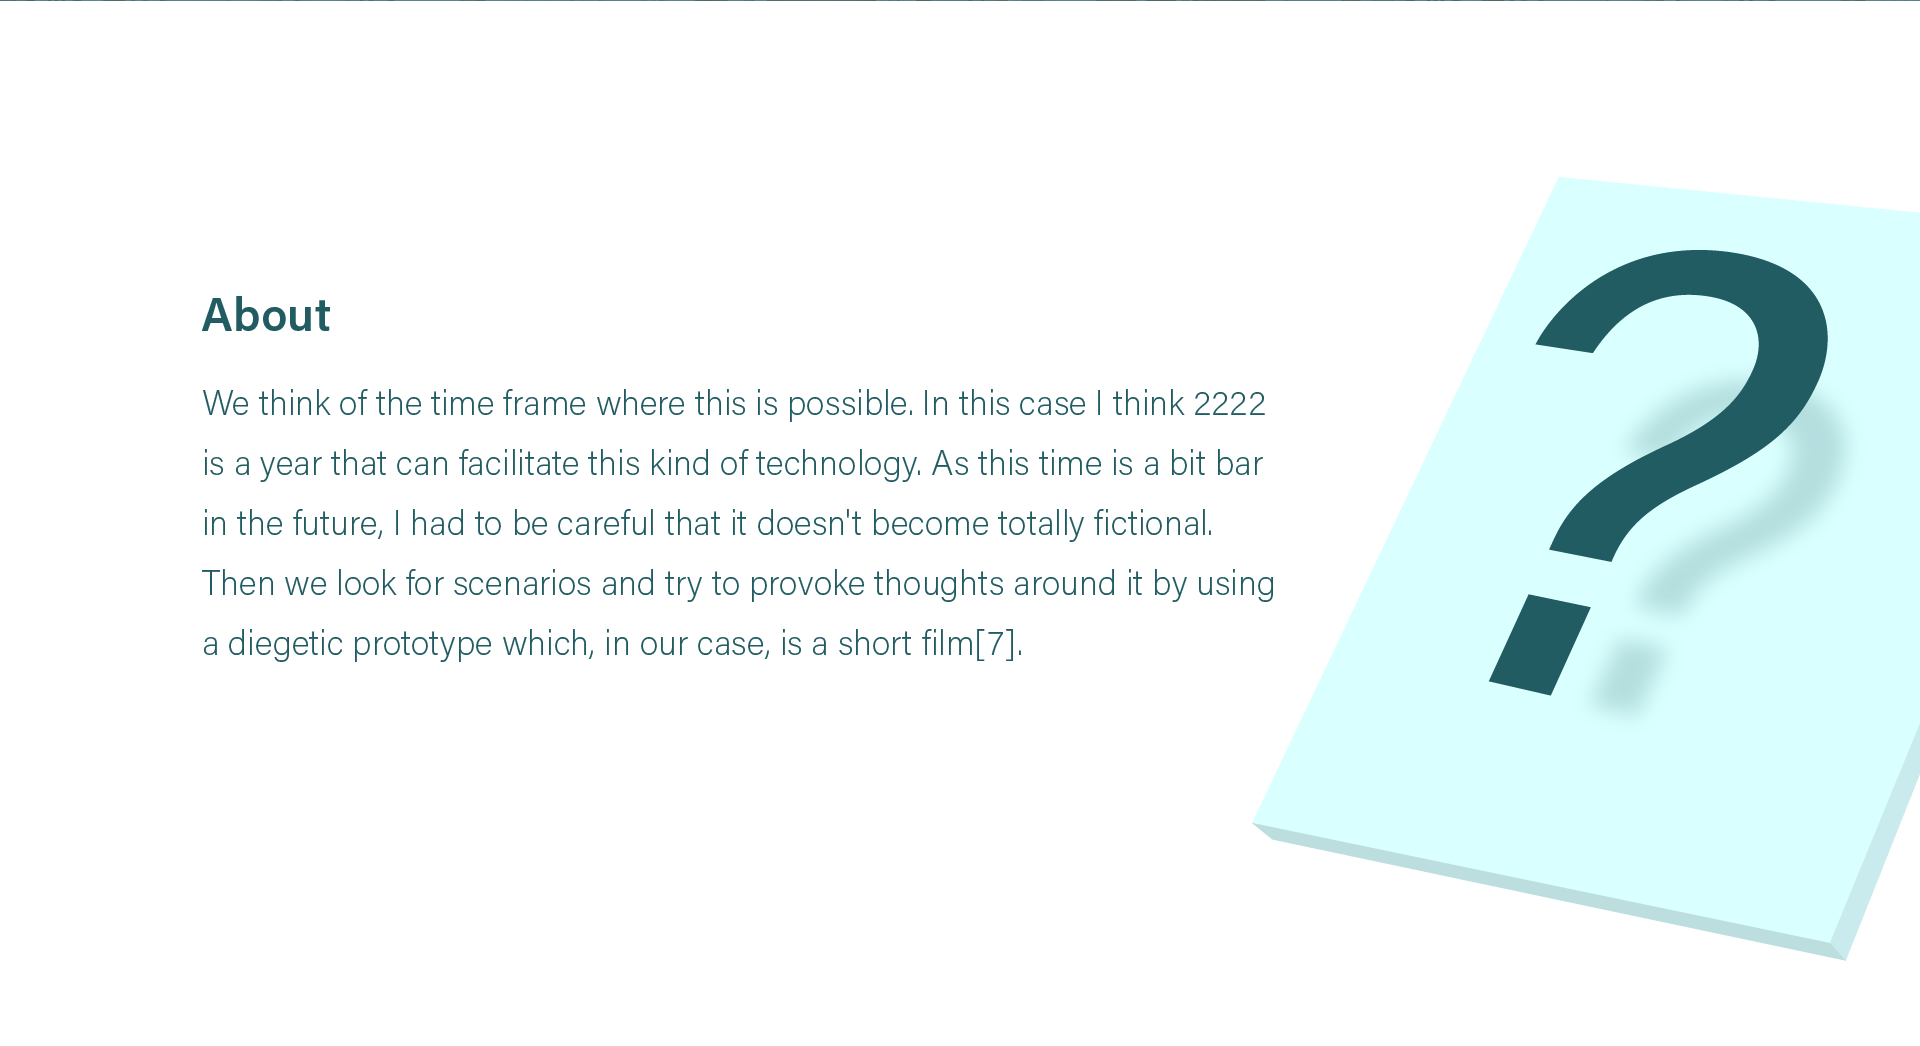 About
We think of the time frame where this is possible. In this case I think 2222
is a year that can facilitate this kind of technology. As this time is a bit bar
in the future, I had to be careful that it doesn't become totally fictional.
Then we look for scenarios and try to provoke thoughts around it by using
a diegetic prototype which, in our case, is a short film[7].
?